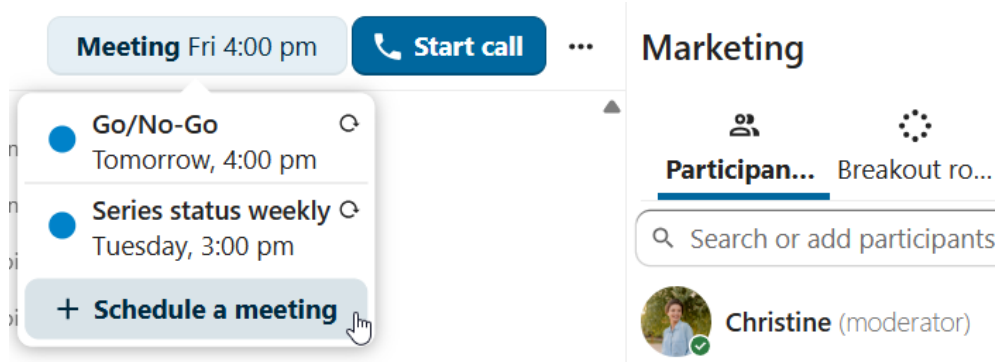 Meeting Fri 4:00 pm
Start call
Marketing
Go/No-Go
Tomorrow, 4:00 pm
Series status weekly
Tuesday, 3:00 pm
+ Schedule a meeting
Participan...
Breakout ro...
Search or add participants
Christine (moderator)